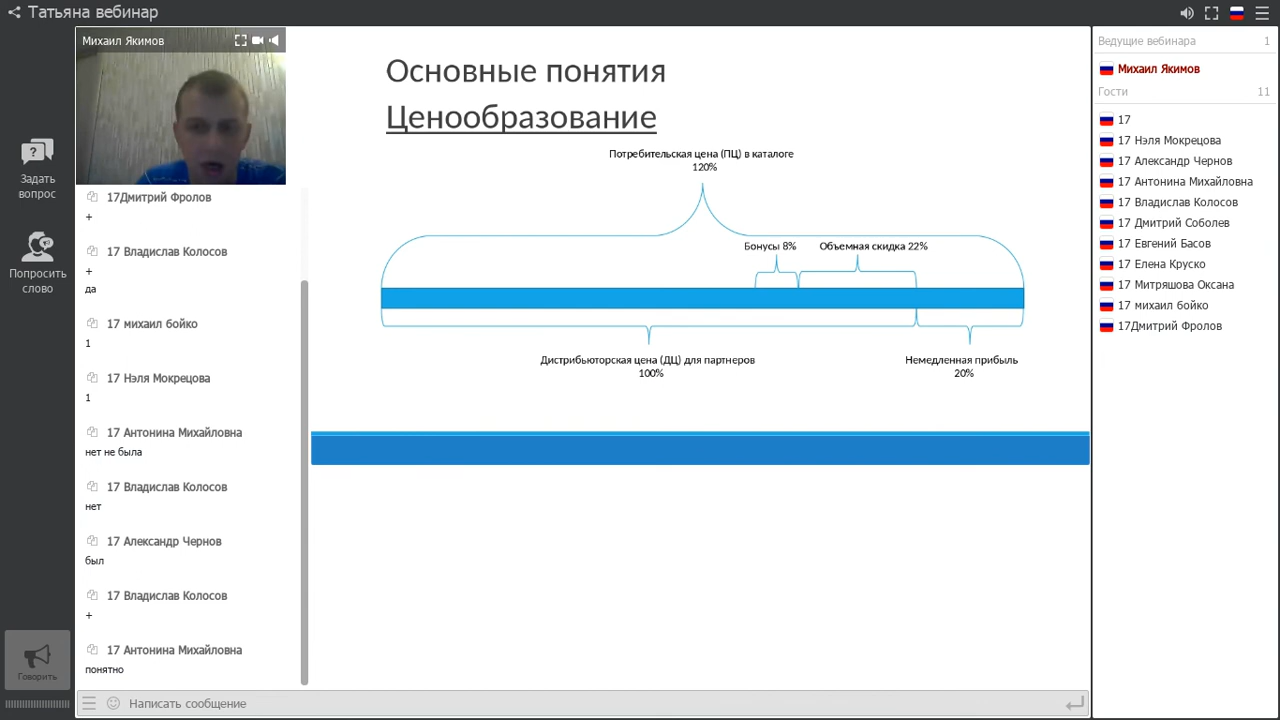 Татьяна вебинар
Михаил Якимов
Задать
вопрос
Попросить
слово
Говорить
17Дмитрий Фролов
+
17 Владислав Колосов
+
да
17 михаил бойко
1
17 Нэля Мокрецова
1
17 Антонина Михайловна
нет не была
17 Владислав Колосов
нет
17 Александр Чернов
был
17 Владислав Колосов
+
17 Антонина Михайловна
понятно
Написать сообщение
Основные понятия
Ценообразование
Потребительская цена (ПЦ) в каталоге
120%
Бонусы 8%
Объемная скидка 22%
Дистрибьюторская цена (ДЦ) для партнеров
100%
Немедленная прибыль
20%
Ведущие вебинара 1
Михаил Якимов
Гости 11
17
17 Нэля Мокрецова
17 Александр Чернов
17 Антонина Михайловна
17 Владислав Колосов
17 Дмитрий Соболев
17 Евгений Басов
17 Елена Круско
17 Митряшова Оксана
17 михаил бойко
17Дмитрий Фролов